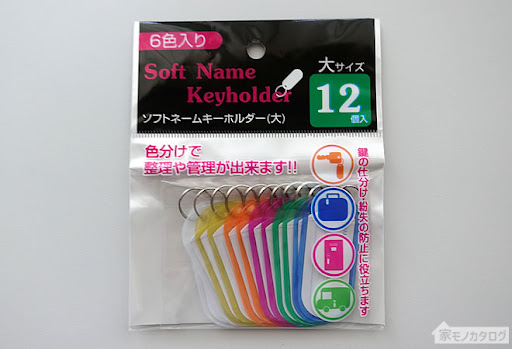 6色入り
Soft Name
Keyholder
ソフトネームキーホルダー(大)
大サイズ
12
個入
色分けで
整理や管理が出来ます!!
鍵の仕分け・紛失の防止に役立ちます
家モノカタログ